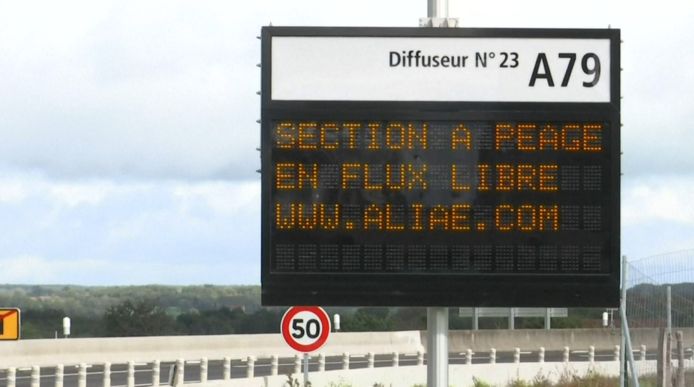 Diffuseur N° 23 A79
SECTION A PEAGE
EN FLUX LIBRE
WWW.ALIAE.COM
50